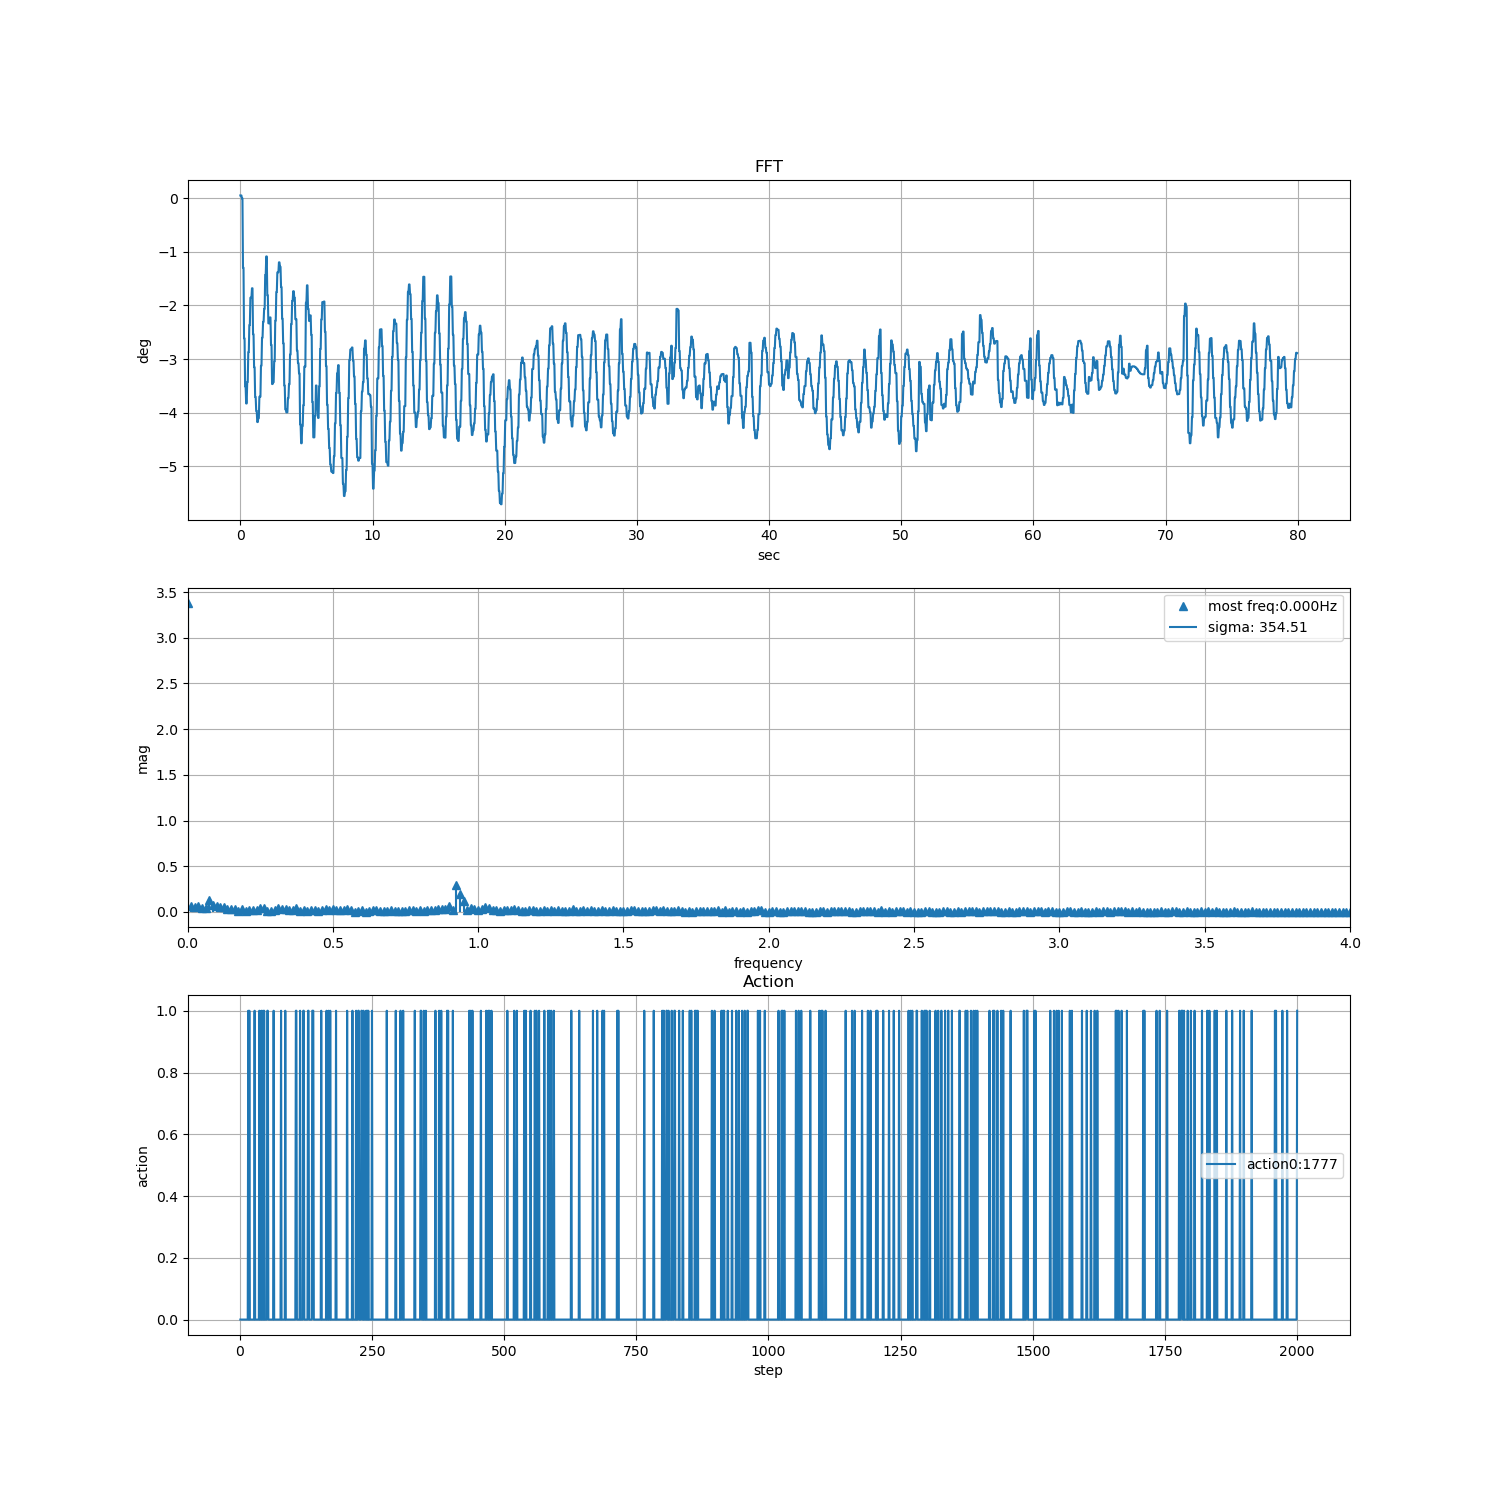 FFT
0
−1
−2
−3
−4
−5
deg
0 10 20 30 40 50 60 70 80
sec
3.5
3.0
2.5
2.0
1.5
1.0
0.5
0.0
mag
most freq:0.000Hz
sigma: 354.51
0.0 0.5 1.0 1.5 2.0 2.5 3.0 3.5 4.0
frequency
Action
1.0
0.8
0.6
0.4
0.2
0.0
action
action0:1777
0 250 500 750 1000 1250 1500 1750 2000
step